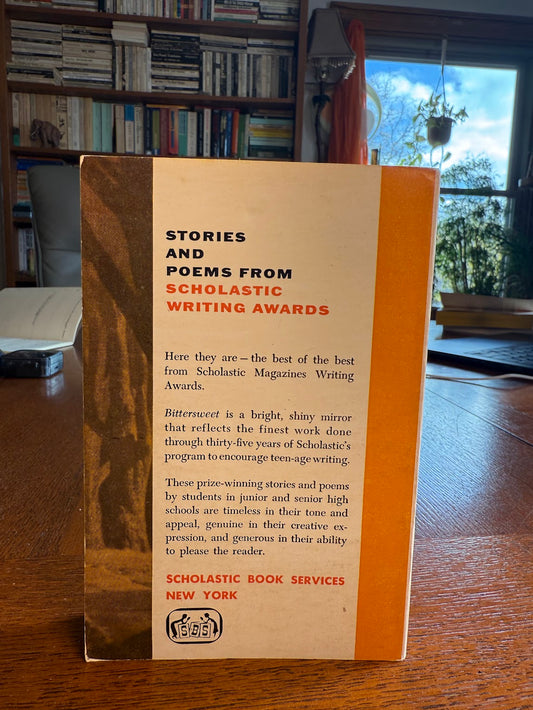 STORIES
AND
POEMS FROM
SCHOLASTIC
WRITING AWARDS
Here they are — the best of the best
from Scholastic Magazines Writing
Awards.
Bittersweet is a bright, shiny mirror
that reflects the finest work done
through thirty-five years of Scholastic's
program to encourage teen-age writing.
These prize-winning stories and poems
by students in junior and senior high
schools are timeless in their tone and
appeal, genuine in their creative ex-
pression, and generous in their ability
to please the reader.
SCHOLASTIC BOOK SERVICES
NEW YORK
SBS